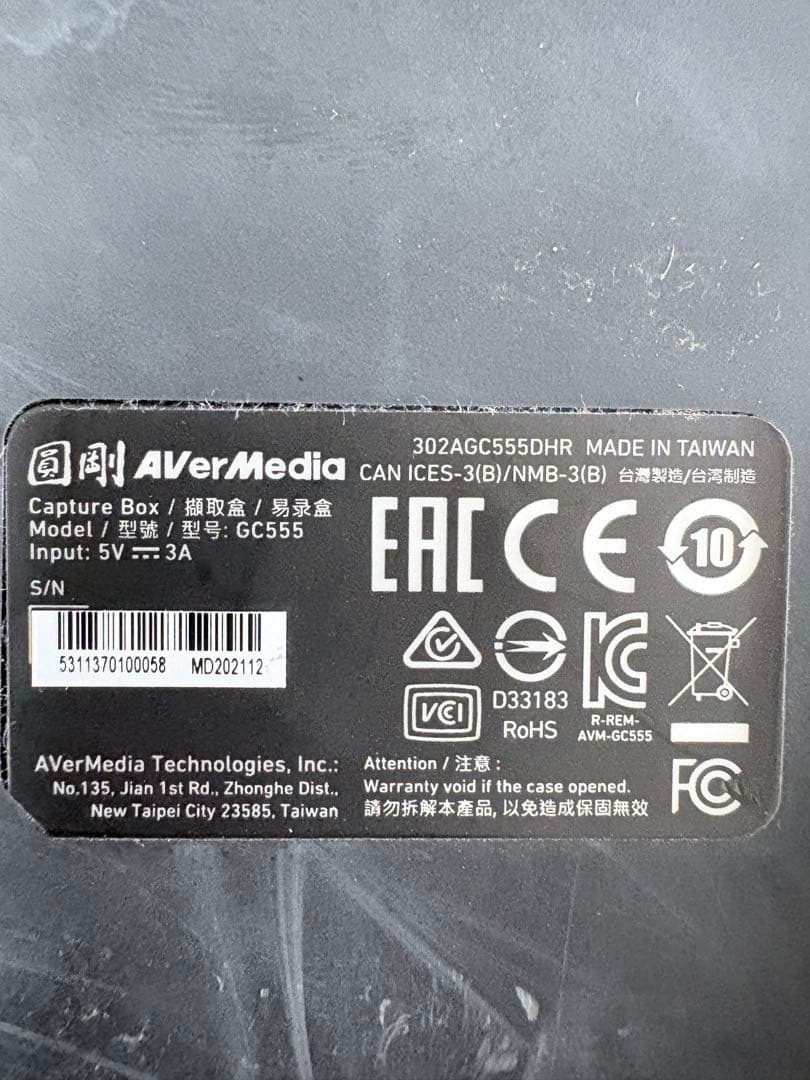 圓剛 AVerMedia
302AGC555DHR MADE IN TAIWAN
CAN ICES-3(B)/NMB-3(B) 台灣製造/台湾制造
Capture Box / 擷取盒 / 易录盒
Model / 型號 / 型号: GC555
Input: 5V ⎓ 3A
EAC CE 10
S/N
5311370100058 MD202112
D33183
RoHS
VCI
R-REM-
AVM-GC555
AVerMedia Technologies, Inc.:
No.135, Jian 1st Rd., Zhonghe Dist.,
New Taipei City 23585, Taiwan
Attention / 注意 :
Warranty void if the case opened.
請勿拆解本產品, 以免造成保固無效
FC